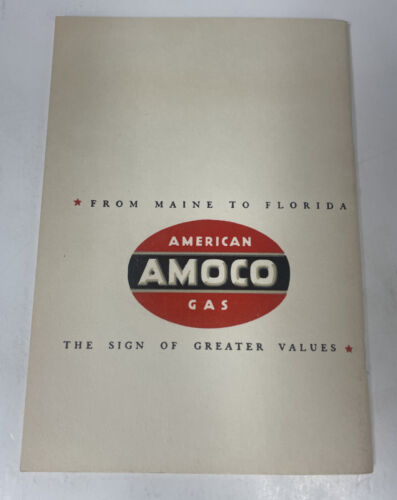 ★ FROM MAINE TO FLORIDA
AMERICAN
AMOCO
GAS
THE SIGN OF GREATER VALUES ★